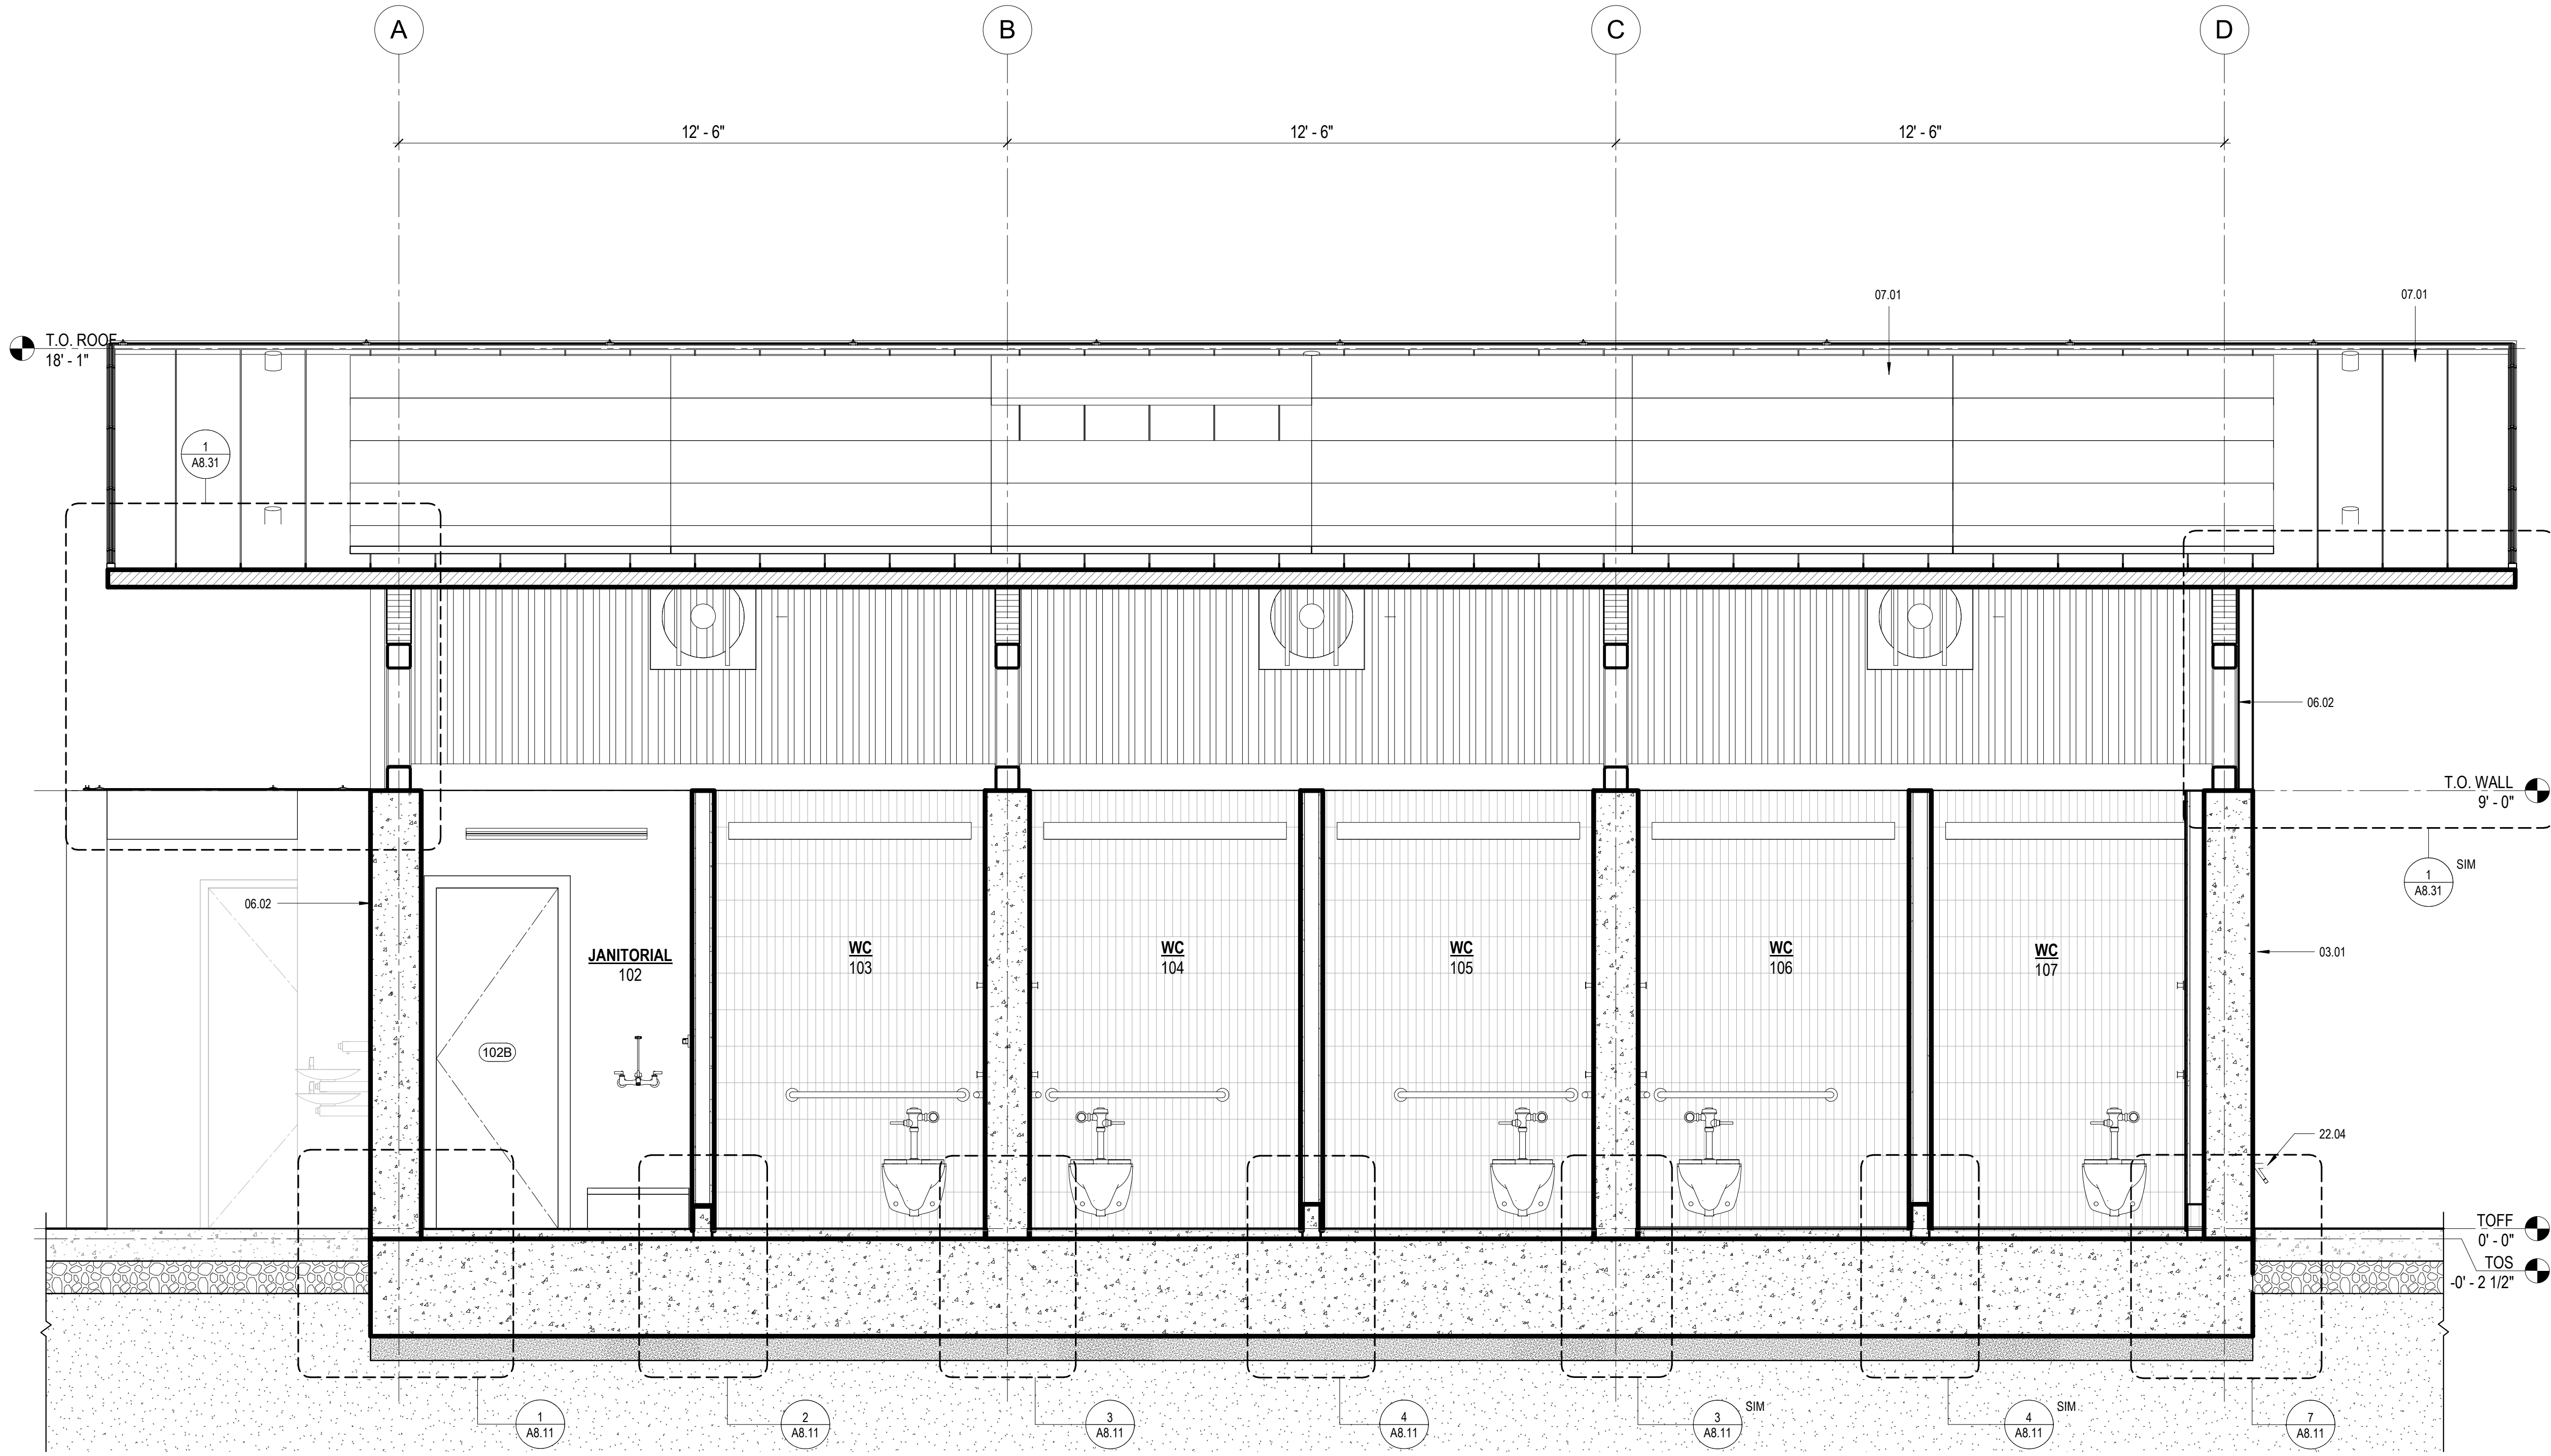 A
B
C
D
12' - 6"
12' - 6"
12' - 6"
07.01
07.01
T.O. ROOF
18' - 1"
1
A8.31
06.02
T.O. WALL
9' - 0"
1
A8.31
SIM
06.02
JANITORIAL
102
WC
103
WC
104
WC
105
WC
106
WC
107
03.01
102B
22.04
TOFF
0' - 0"
TOS
-0' - 2 1/2"
1
A8.11
2
A8.11
3
A8.11
4
A8.11
3
A8.11
SIM
4
A8.11
SIM
7
A8.11